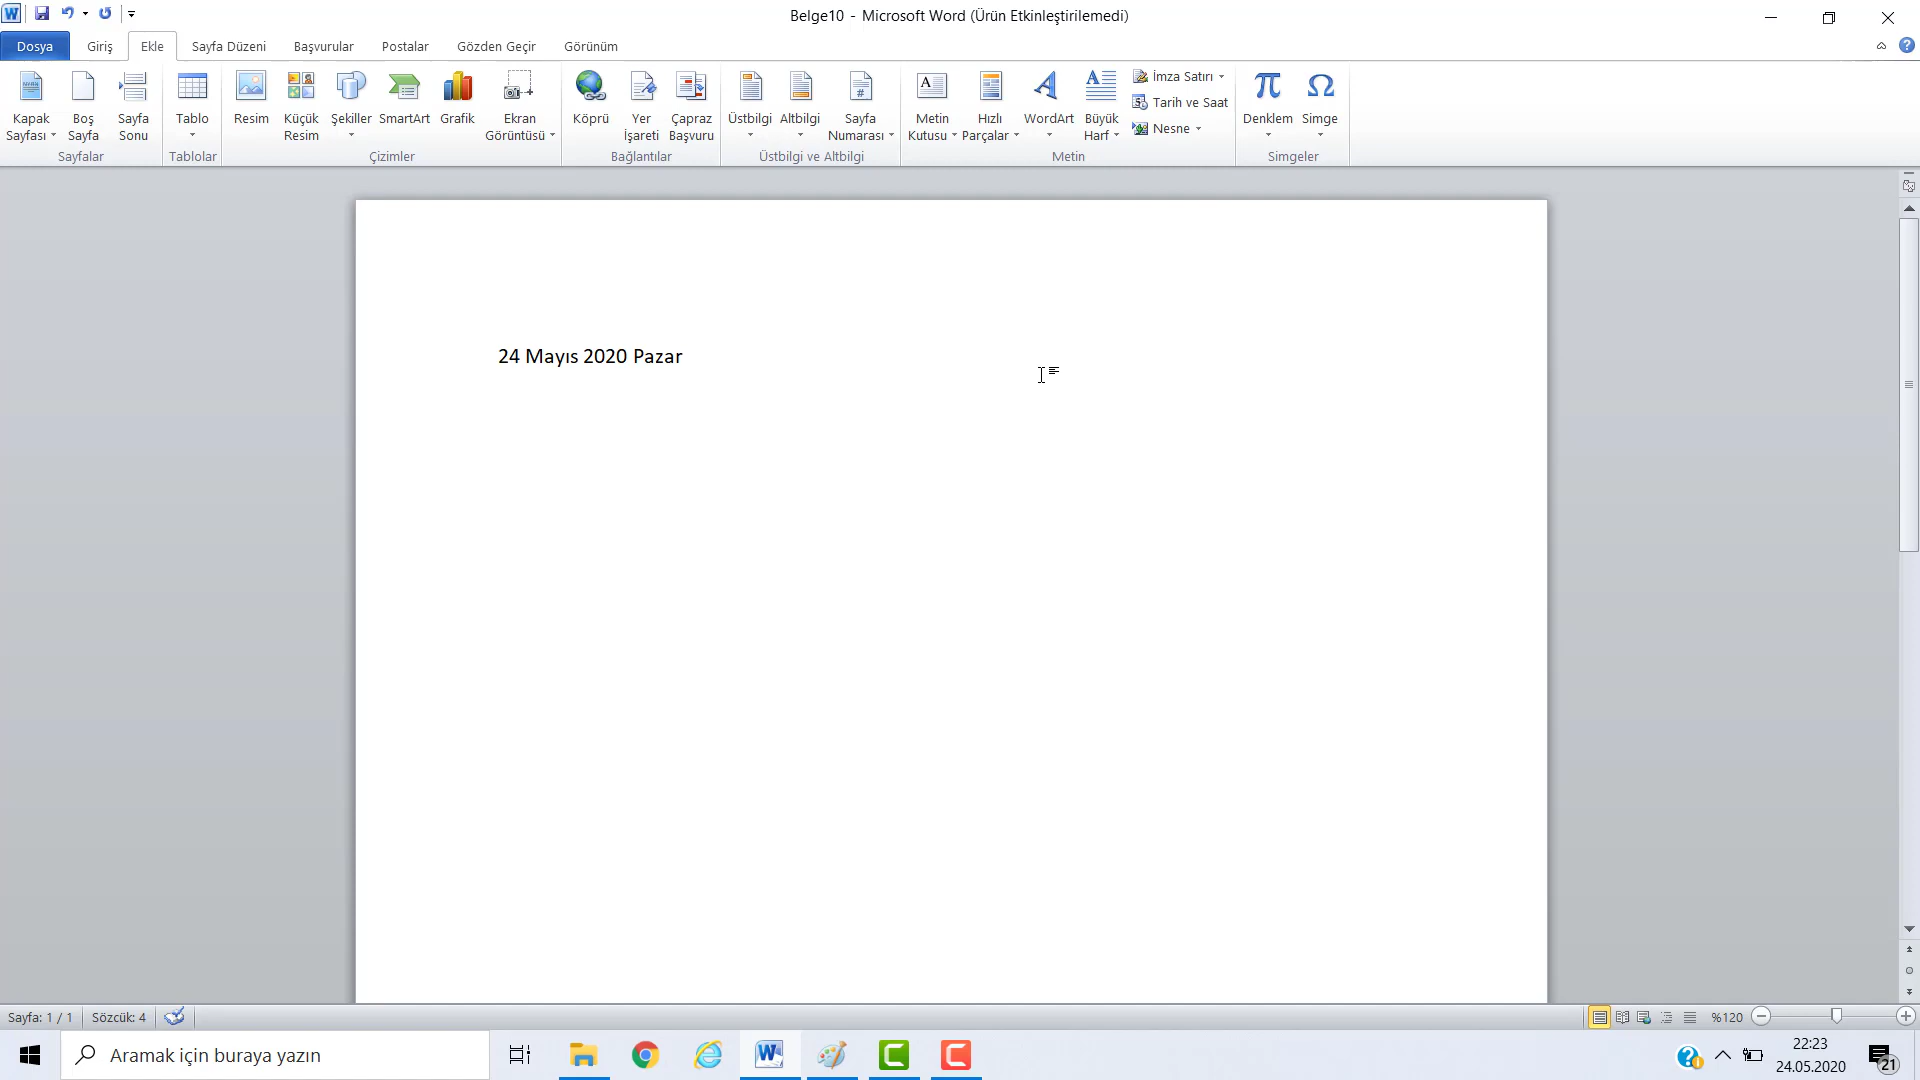 Belge10 - Microsoft Word (Ürün Etkinleştirilemedi)
Dosya Giriş Ekle Sayfa Düzeni Başvurular Postalar Gözden Geçir Görünüm
Kapak Sayfası
Boş Sayfa
Sayfa Sonu
Tablo
Resim
Küçük Resim
Şekiller
SmartArt
Grafik
Ekran Görüntüsü
Köprü
Yer İşareti
Çapraz Başvuru
Üstbilgi
Altbilgi
Sayfa Numarası
Metin Kutusu
Hızlı Parçalar
WordArt
Büyük Harf
İmza Satırı
Tarih ve Saat
Nesne
Denklem
Simge
Sayfalar Tablolar Çizimler Bağlantılar Üstbilgi ve Altbilgi Metin Simgeler
24 Mayıs 2020 Pazar
Sayfa: 1 / 1 Sözcük: 4 %120
Aramak için buraya yazın
22:23
24.05.2020
21